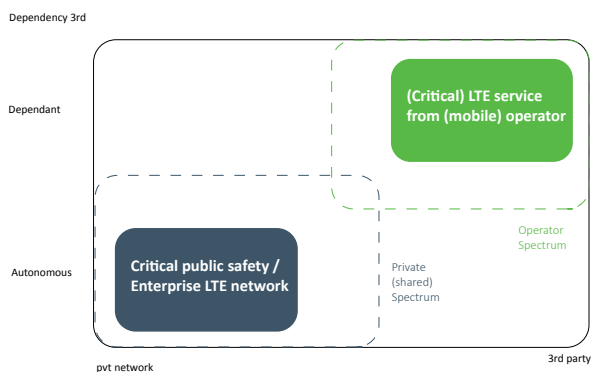 Dependency 3rd
Dependant
(Critical) LTE service
from (mobile) operator
Operator
Spectrum
Autonomous
Critical public safety /
Enterprise LTE network
Private
(shared)
Spectrum
3rd party
pvt network